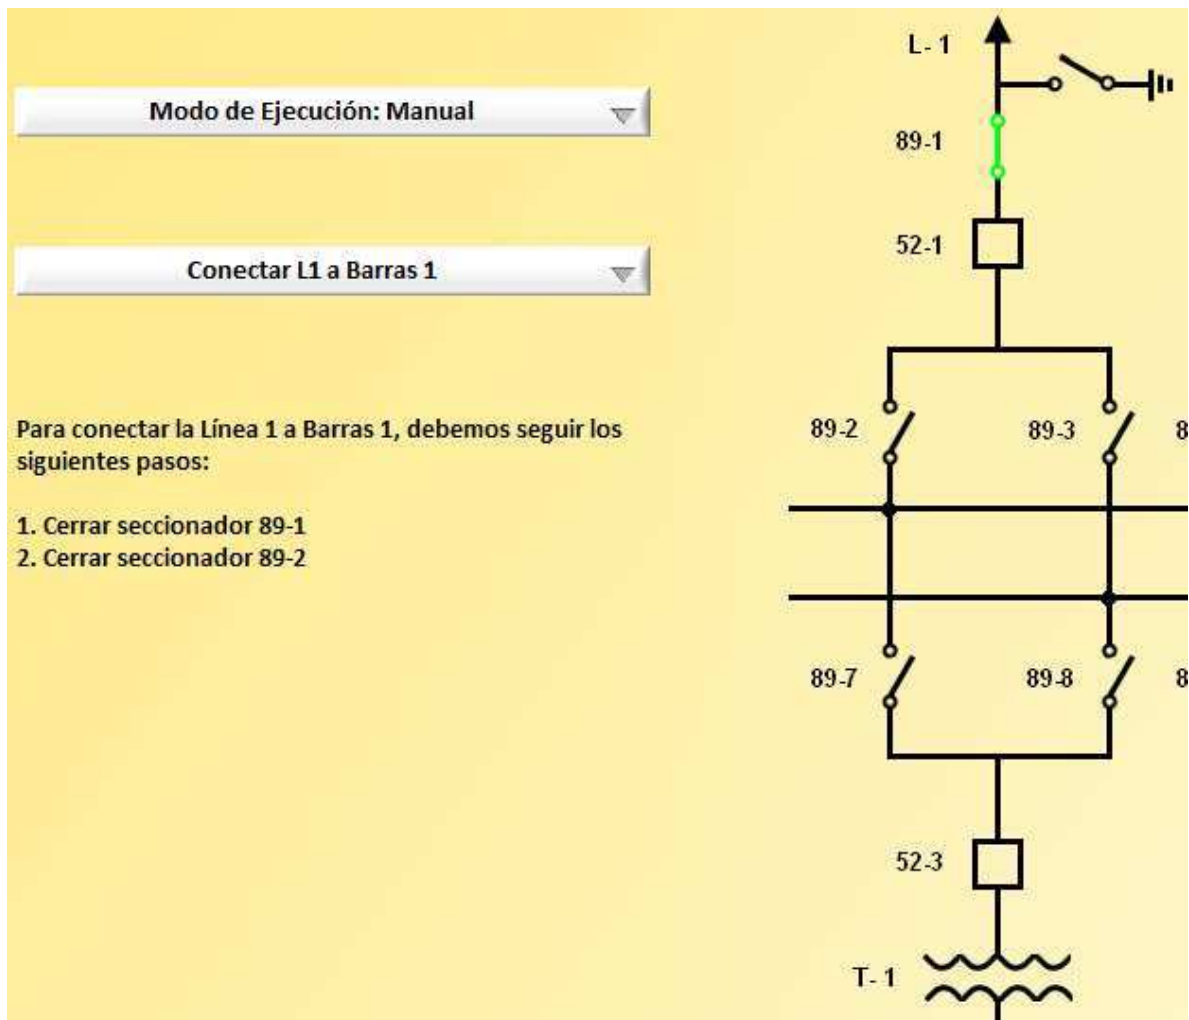 L- 1
Modo de Ejecución: Manual
89-1
52-1
Conectar L1 a Barras 1
Para conectar la Línea 1 a Barras 1, debemos seguir los
siguientes pasos:
89-2
89-3
8
1. Cerrar seccionador 89-1
2. Cerrar seccionador 89-2
89-7
89-8
8
52-3
T- 1